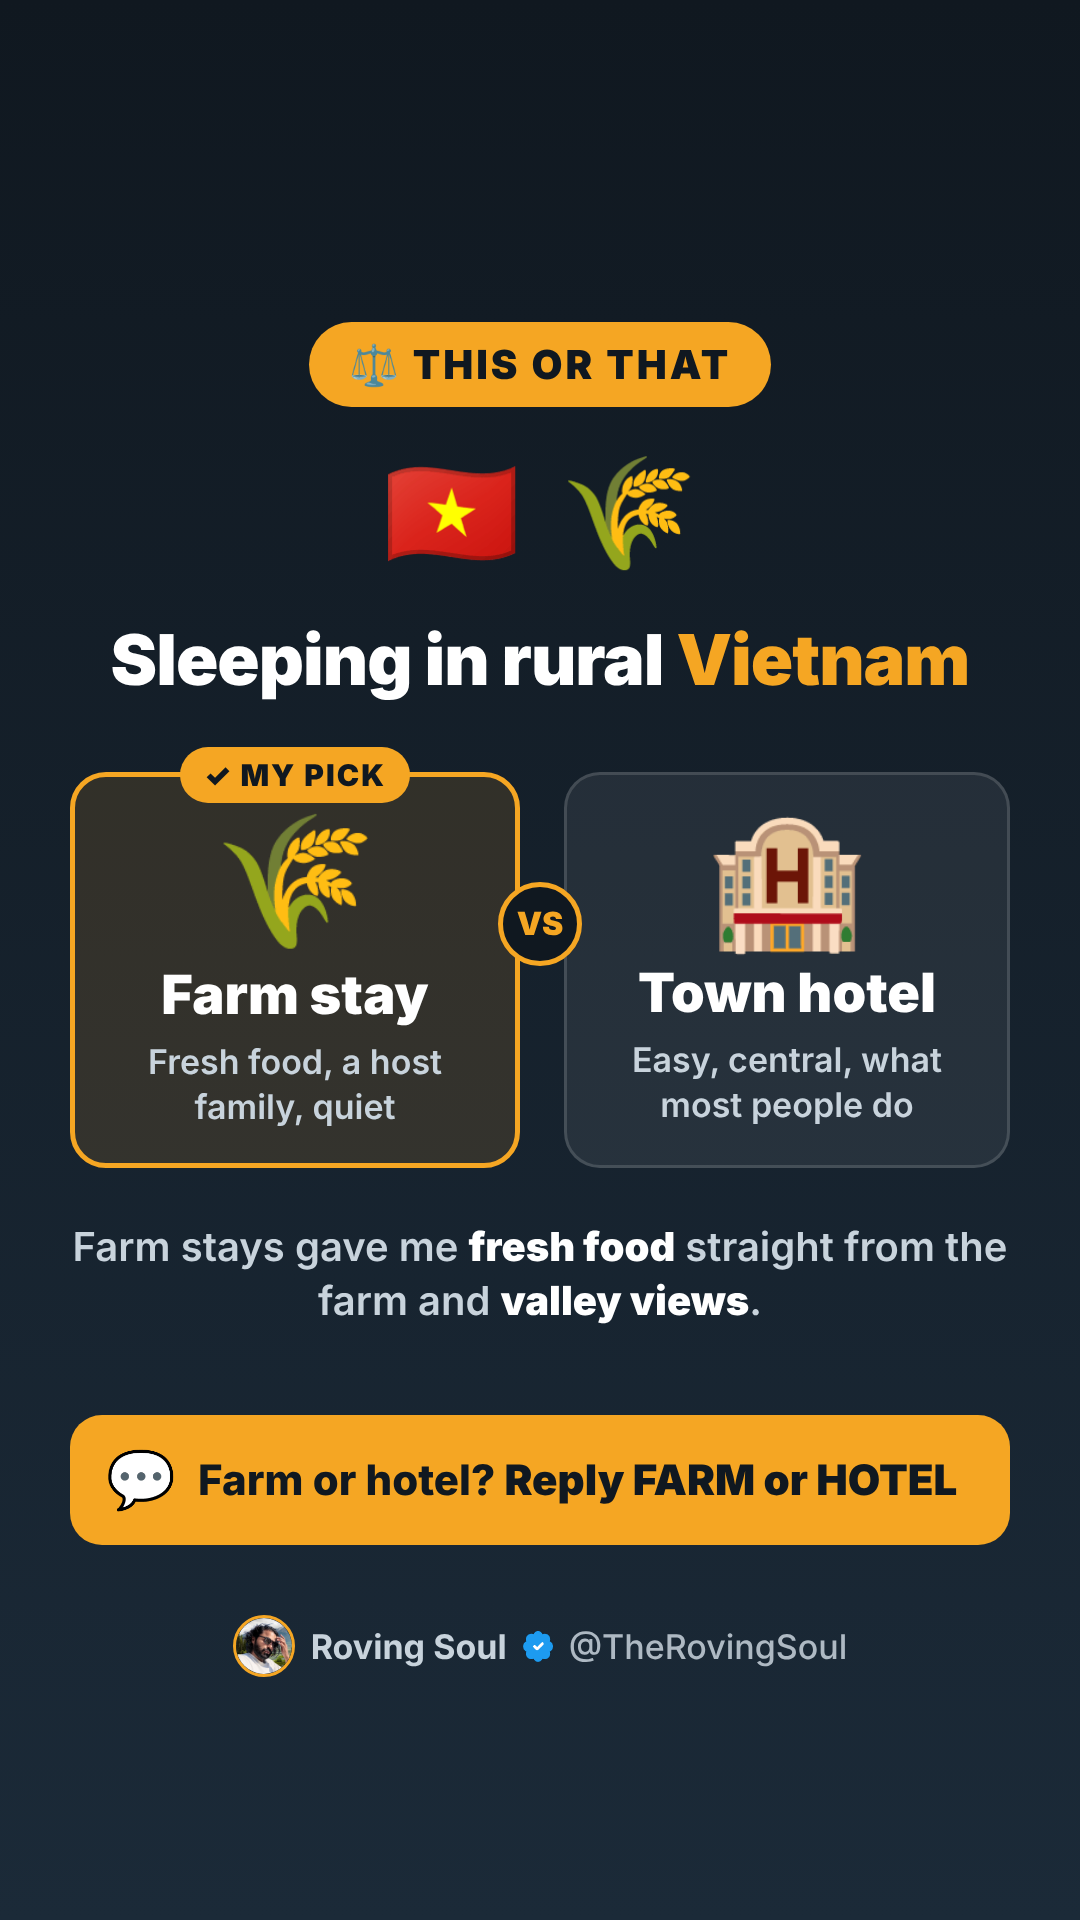 THIS OR THAT
Sleeping in rural Vietnam
MY PICK
Farm stay
Fresh food, a host
family, quiet
VS
H
Town hotel
Easy, central, what
most people do
Farm stays gave me fresh food straight from the
farm and valley views.
Farm or hotel? Reply FARM or HOTEL
Roving Soul @TheRovingSoul